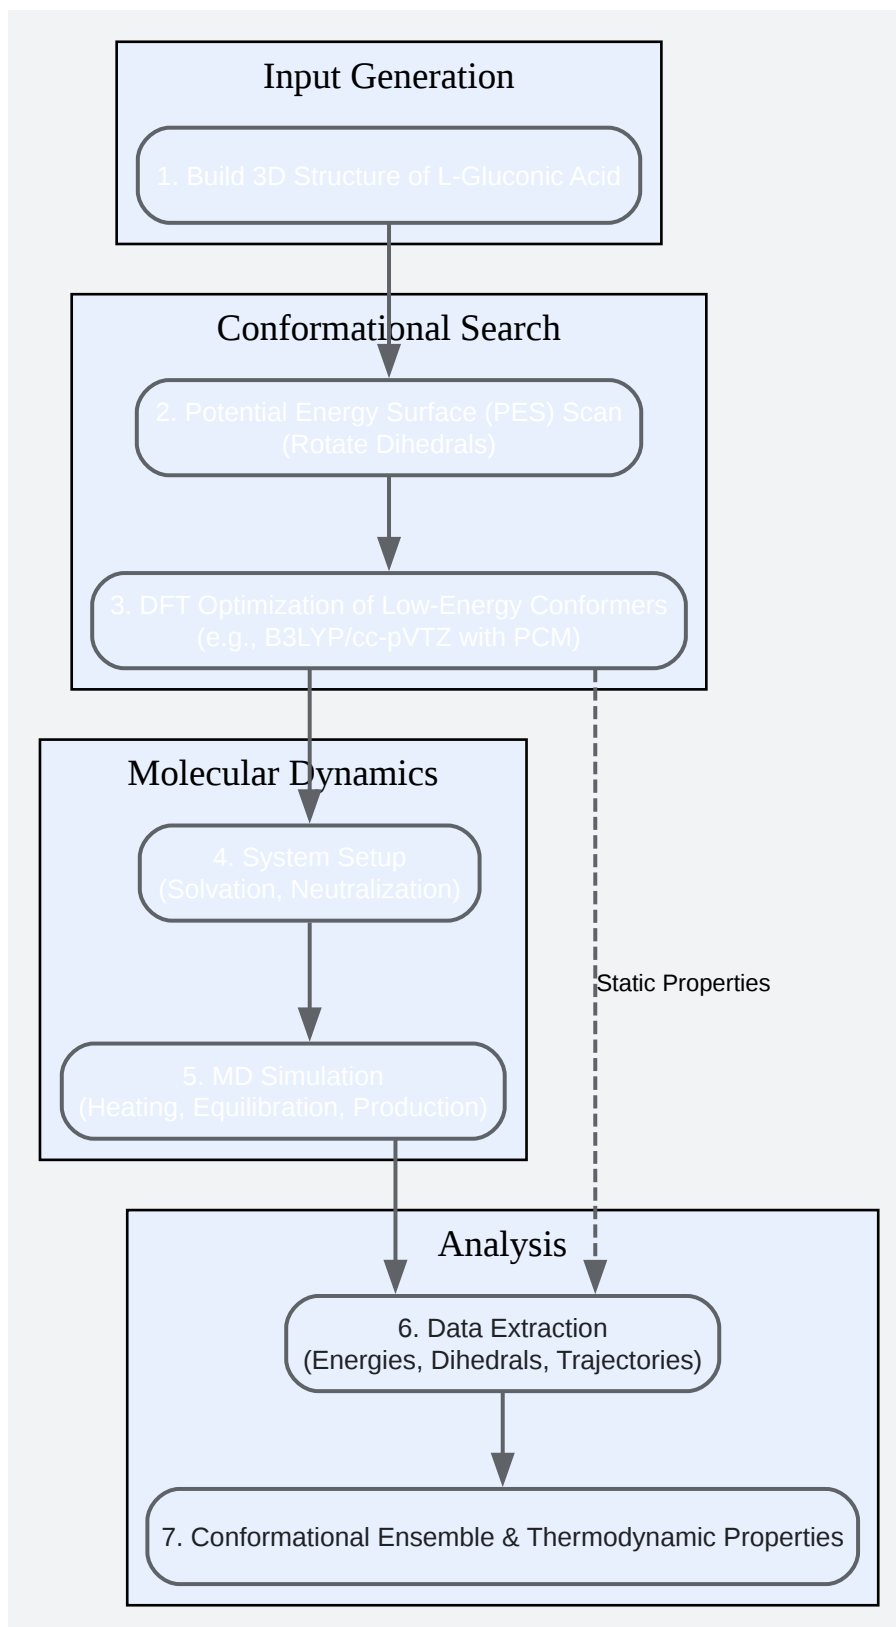 Input Generation
1. Build 3D Structure of L-Gluconic Acid
Conformational Search
2. Potential Energy Surface (PES) Scan
(Rotate Dihedrals)
3. DFT Optimization of Low-Energy Conformers
(e.g., B3LYP/cc-pVTZ with PCM)
Molecular Dynamics
4. System Setup
(Solvation, Neutralization)
Static Properties
5. MD Simulation
(Heating, Equilibration, Production)
Analysis
6. Data Extraction
(Energies, Dihedrals, Trajectories)
7. Conformational Ensemble & Thermodynamic Properties